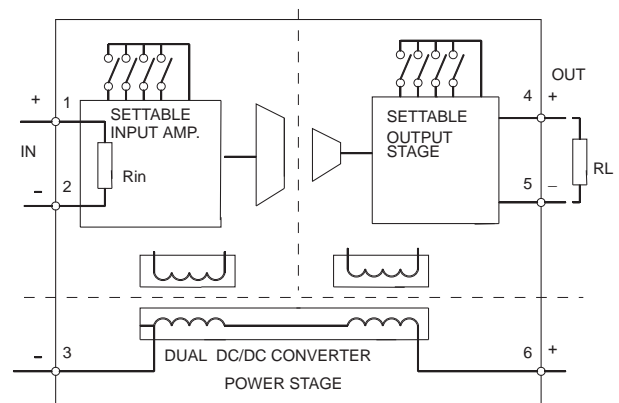 OUT
4 +
+ 1
SETTABLE
INPUT AMP.
SETTABLE
OUTPUT
STAGE
IN
Rin
RL
- 2
5 _
- 3
DUAL DC/DC CONVERTER
6 +
POWER STAGE